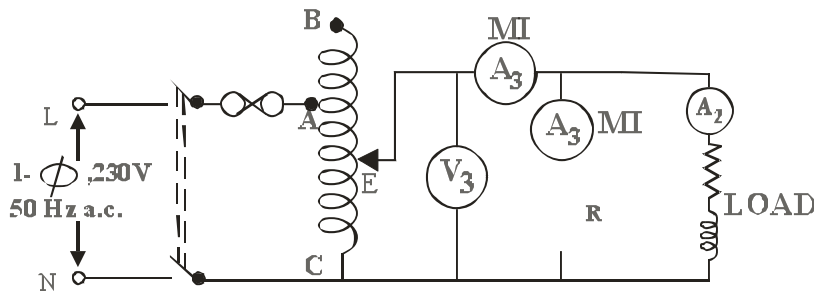 B
MI
A3
L
A
A3 MI
A2
1-ϕ ,230V
E
V3
50 Hz a.c.
R
LOAD
C
N